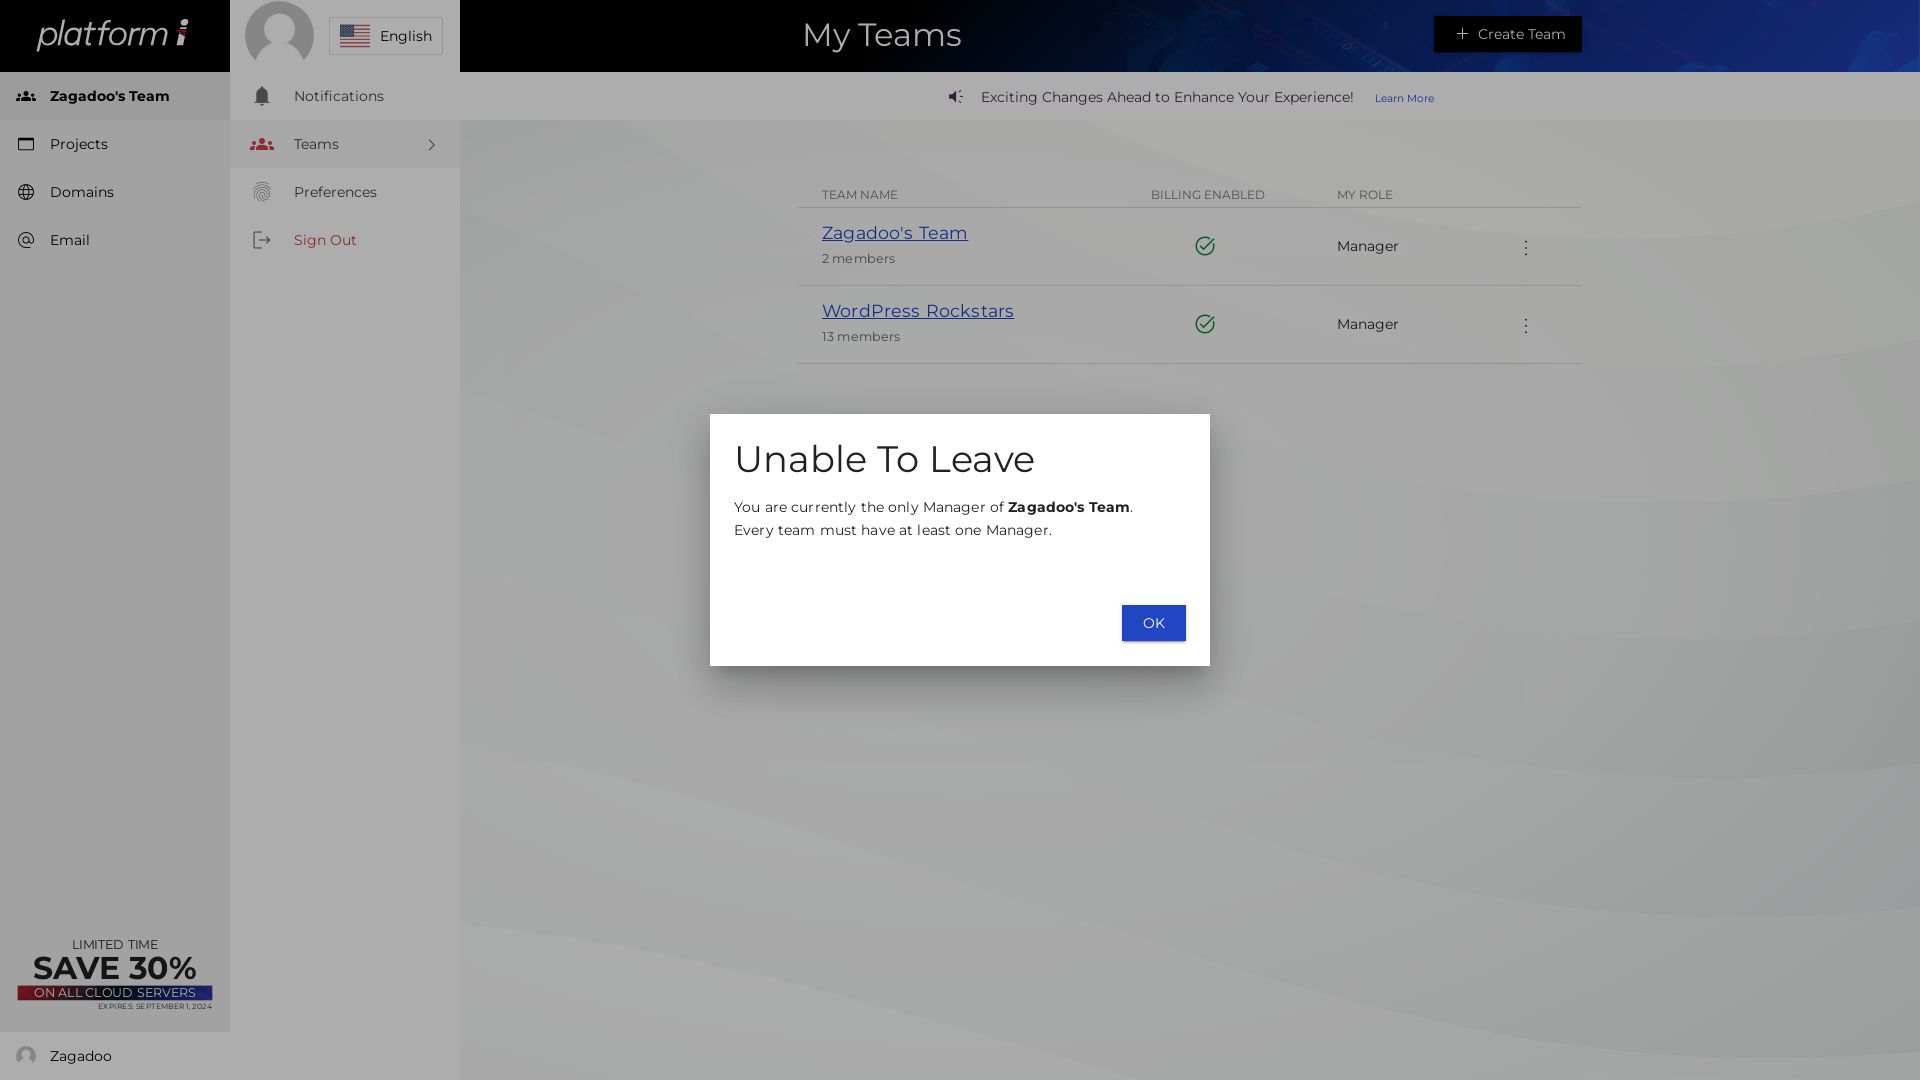 platform i
English
My Teams
Create Team
Zagadoo's Team
Notifications
Exciting Changes Ahead to Enhance Your Experience! Learn More
Projects
Teams
Domains
Preferences
Email
Sign Out
TEAM NAME BILLING ENABLED MY ROLE
Zagadoo's Team
2 members
Manager
WordPress Rockstars
13 members
Manager
Unable To Leave
You are currently the only Manager of Zagadoo's Team.
Every team must have at least one Manager.
OK
LIMITED TIME
SAVE 30%
ON ALL CLOUD SERVERS
EXPIRES: SEPTEMBER 1, 2024
Zagadoo